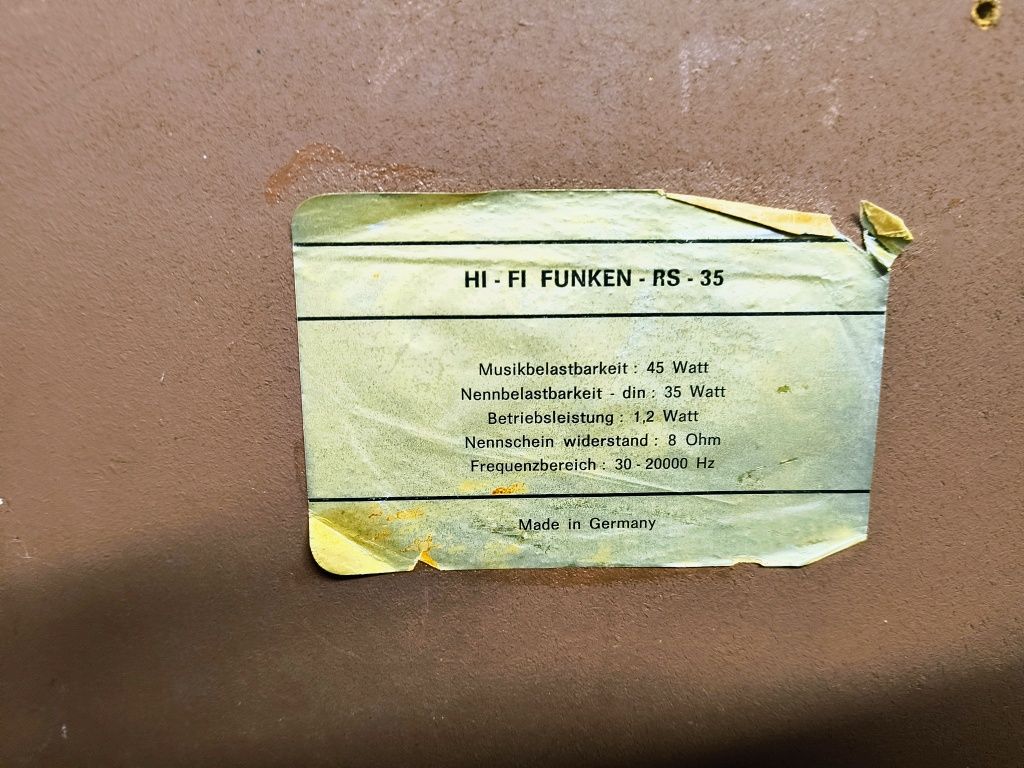 HI - FI FUNKEN - RS - 35
Musikbelastbarkeit : 45 Watt
Nennbelastbarkeit - din : 35 Watt
Betriebsleistung : 1,2 Watt
Nennschein widerstand : 8 Ohm
Frequenzbereich : 30 - 20000 Hz
Made in Germany